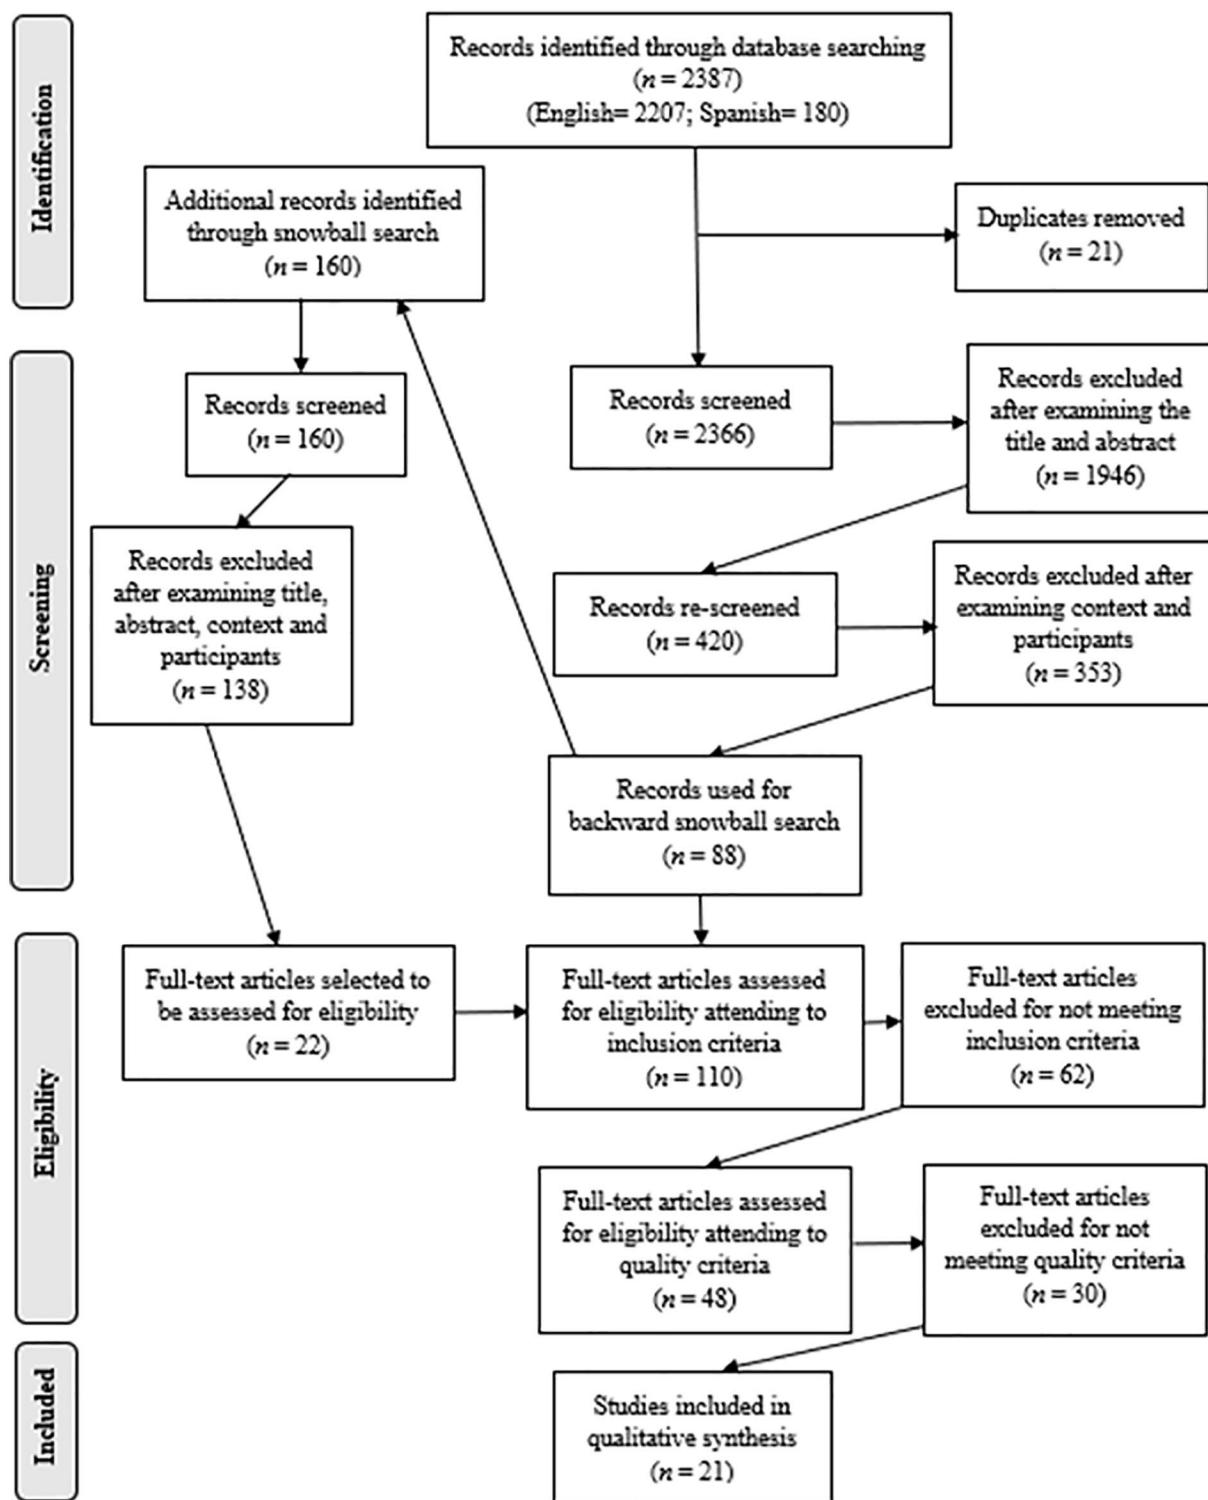 Identification
Records identified through database searching
(n = 2387)
(English= 2207; Spanish= 180)
Additional records identified
through snowball search
(n = 160)
Duplicates removed
(n = 21)
Screening
Records screened
(n = 160)
Records screened
(n = 2366)
Records excluded
after examining the
title and abstract
(n = 1946)
Records excluded
after examining title,
abstract, context and
participants
(n = 138)
Records re-screened
(n = 420)
Records excluded after
examining context and
participants
(n = 353)
Records used for
backward snowball search
(n = 88)
Eligibility
Full-text articles selected to
be assessed for eligibility
(n = 22)
Full-text articles assessed
for eligibility attending to
inclusion criteria
(n = 110)
Full-text articles
excluded for not meeting
inclusion criteria
(n = 62)
Full-text articles assessed
for eligibility attending to
quality criteria
(n = 48)
Full-text articles
excluded for not
meeting quality criteria
(n = 30)
Included
Studies included in
qualitative synthesis
(n = 21)